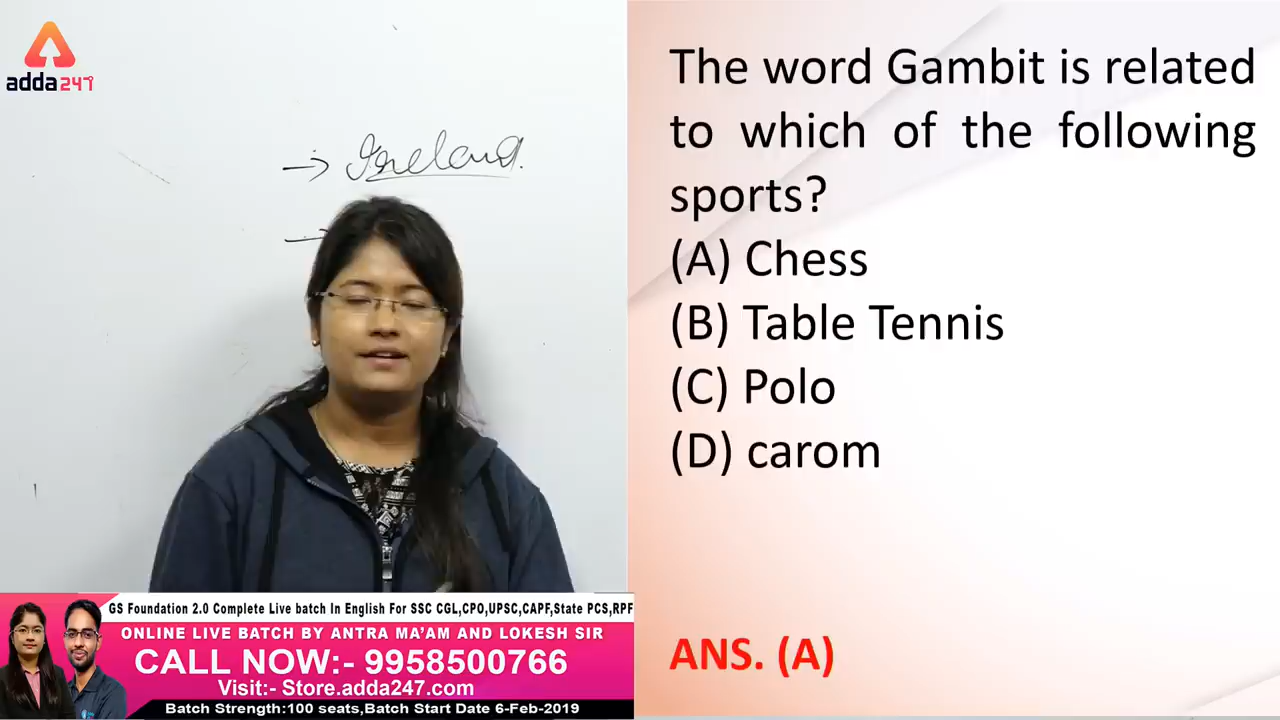 adda247
→ Ireland.
The word Gambit is related
to which of the following
sports?
(A) Chess
(B) Table Tennis
(C) Polo
(D) carom
ANS. (A)
GS Foundation 2.0 Complete Live batch In English For SSC CGL,CPO,UPSC,CAPF,State PCS,RPF
ONLINE LIVE BATCH BY ANTRA MA'AM AND LOKESH SIR
CALL NOW:- 9958500766
Visit:- Store.adda247.com
Batch Strength:100 seats,Batch Start Date 6-Feb-2019